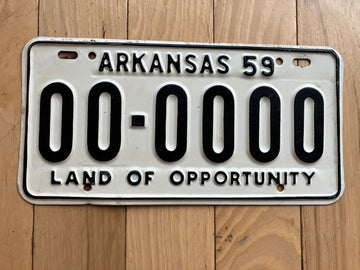 ARKANSAS 59
00-0000
LAND OF OPPORTUNITY